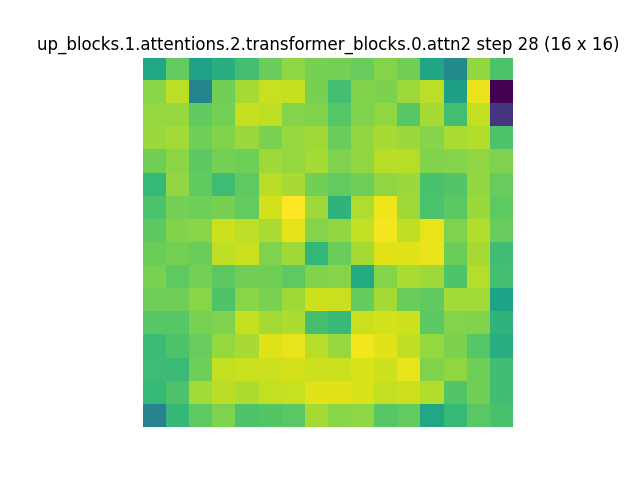 up_blocks.1.attentions.2.transformer_blocks.0.attn2 step 28 (16 x 16)